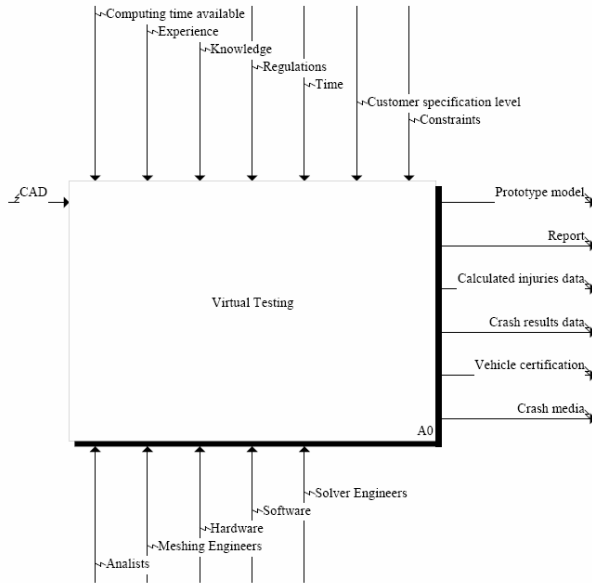 Computing time available
Experience
Knowledge
Regulations
Time
Customer specification level
Constraints
CAD
Prototype model
Report
Calculated injuries data
Virtual Testing
Crash results data
Vehicle certification
Crash media
A0
Solver Engineers
Software
Hardware
Meshing Engineers
Analists